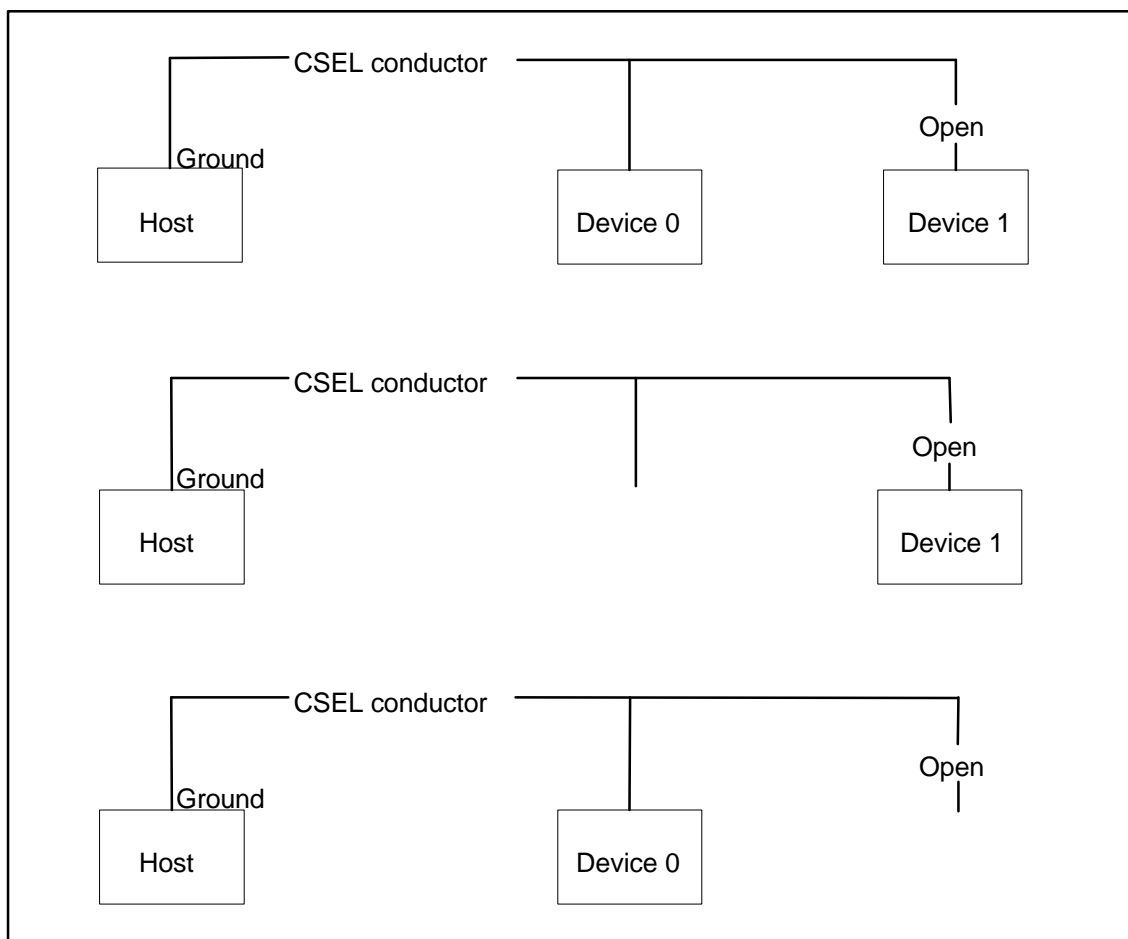 CSEL conductor
Open
Ground
Host
Device 0
Device 1
CSEL conductor
Open
Ground
Host
Device 1
CSEL conductor
Open
Ground
Host
Device 0